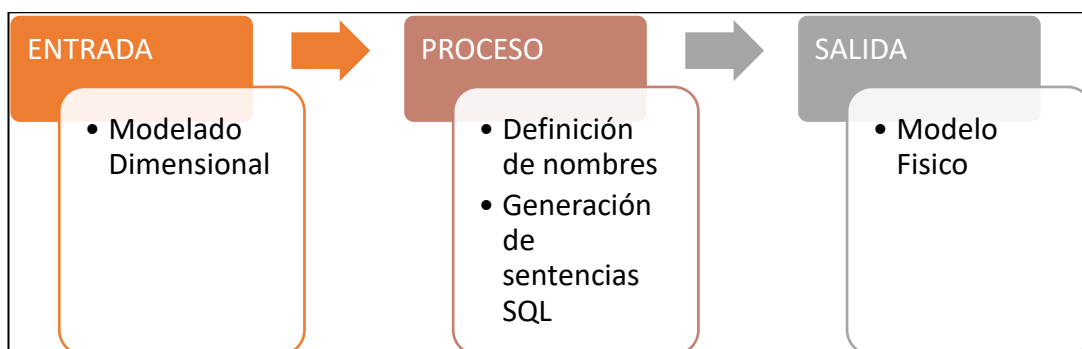 ENTRADA
• Modelado
Dimensional
PROCESO
• Definición
de nombres
• Generación
de
sentencias
SQL
SALIDA
• Modelo
Fisico